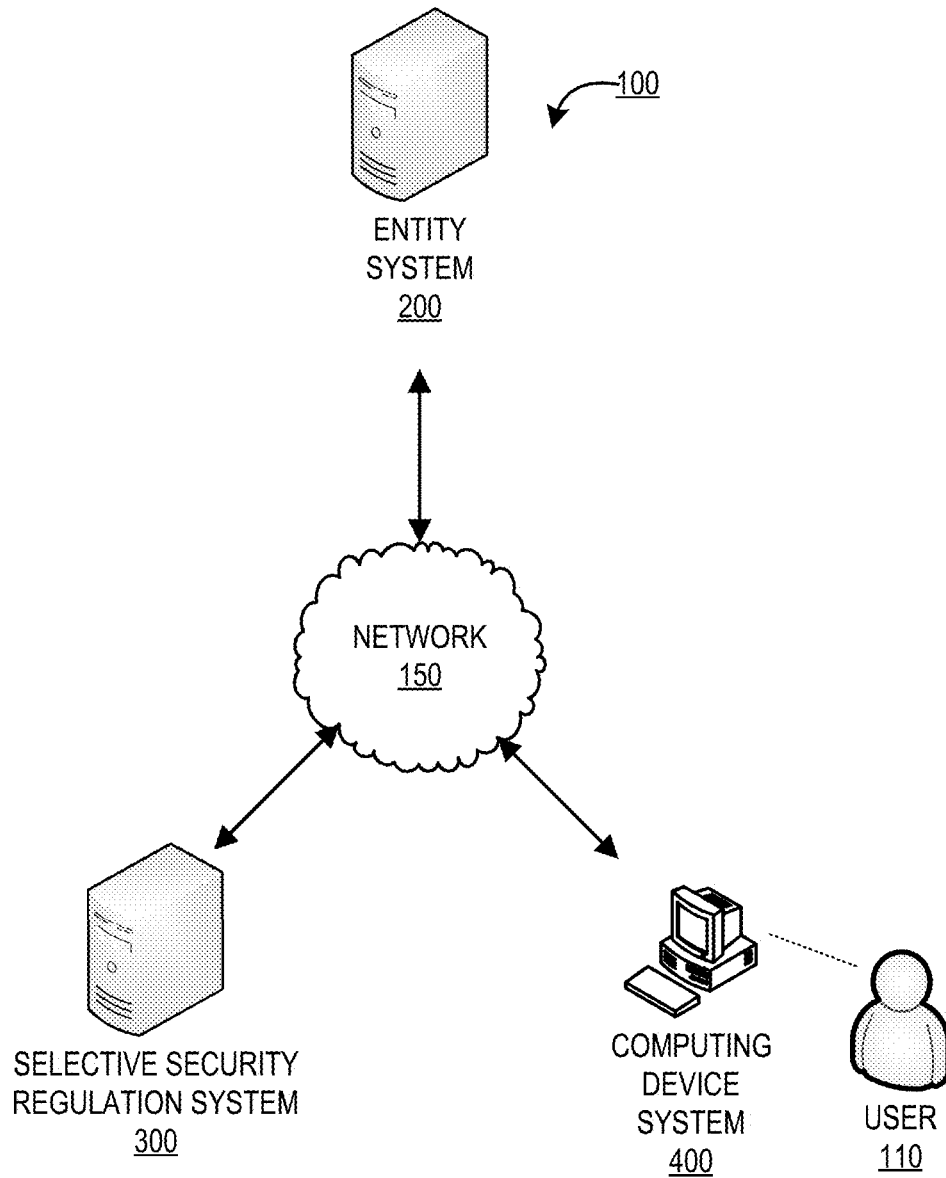 100
ENTITY
SYSTEM
200
NETWORK
150
SELECTIVE SECURITY
REGULATION SYSTEM
300
COMPUTING
DEVICE
SYSTEM
400
USER
110